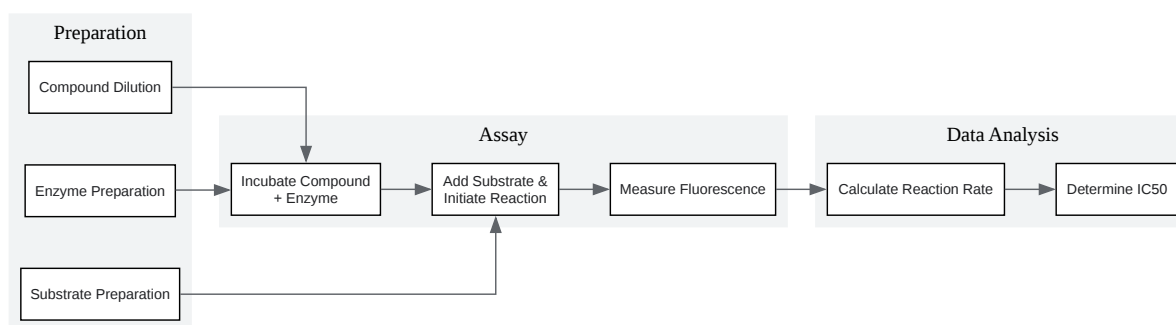 Preparation
Compound Dilution
Enzyme Preparation
Substrate Preparation
Assay
Incubate Compound
+ Enzyme
Add Substrate &
Initiate Reaction
Measure Fluorescence
Data Analysis
Calculate Reaction Rate
Determine IC50